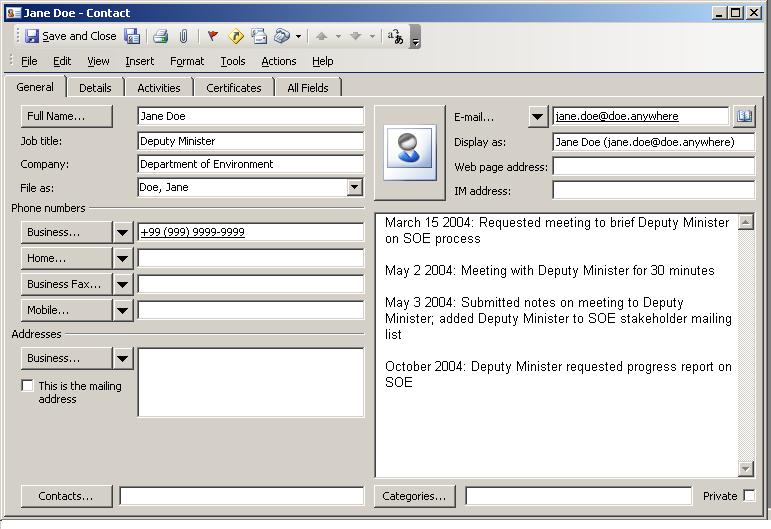 Jane Doe - Contact
Save and Close
File Edit View Insert Format Tools Actions Help
General Details Activities Certificates All Fields
Full Name... Jane Doe
Job title: Deputy Minister
Company: Department of Environment
File as: Doe, Jane
E-mail... jane.doe@doe.anywhere
Display as: Jane Doe (jane.doe@doe.anywhere)
Web page address:
IM address:
Phone numbers
Business... +99 (999) 9999-9999
Home...
Business Fax...
Mobile...
Addresses
Business...
This is the mailing
address
March 15 2004: Requested meeting to brief Deputy Minister
on SOE process
May 2 2004: Meeting with Deputy Minister for 30 minutes
May 3 2004: Submitted notes on meeting to Deputy
Minister; added Deputy Minister to SOE stakeholder mailing
list
October 2004: Deputy Minister requested progress report on
SOE
Contacts... Categories... Private